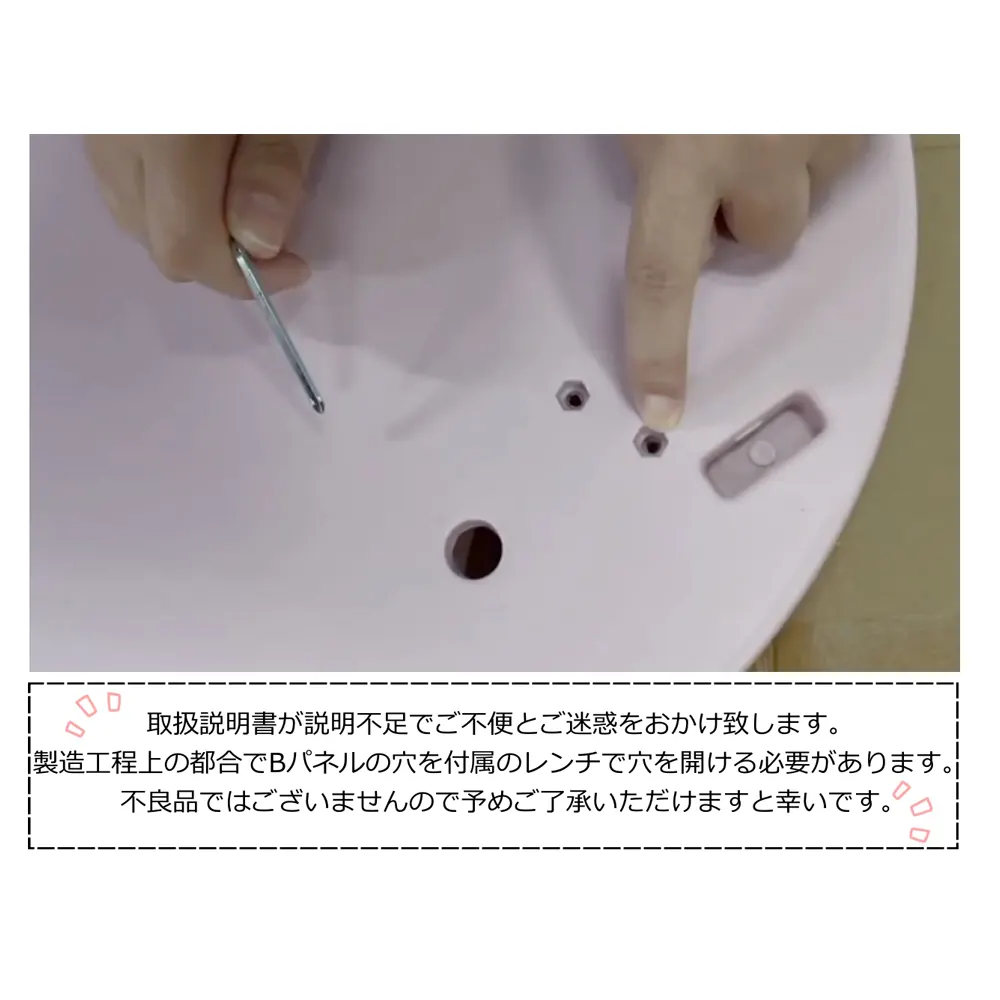 取扱説明書が説明不足でご不便とご迷惑をおかけ致します。
製造工程上の都合でBパネルの穴を付属のレンチで穴を開ける必要があります。
不良品ではございませんので予めご了承いただけますと幸いです。